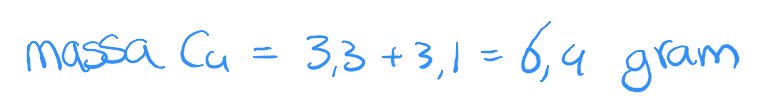 massa Cu = 3,3 + 3,1 = 6,4 gram